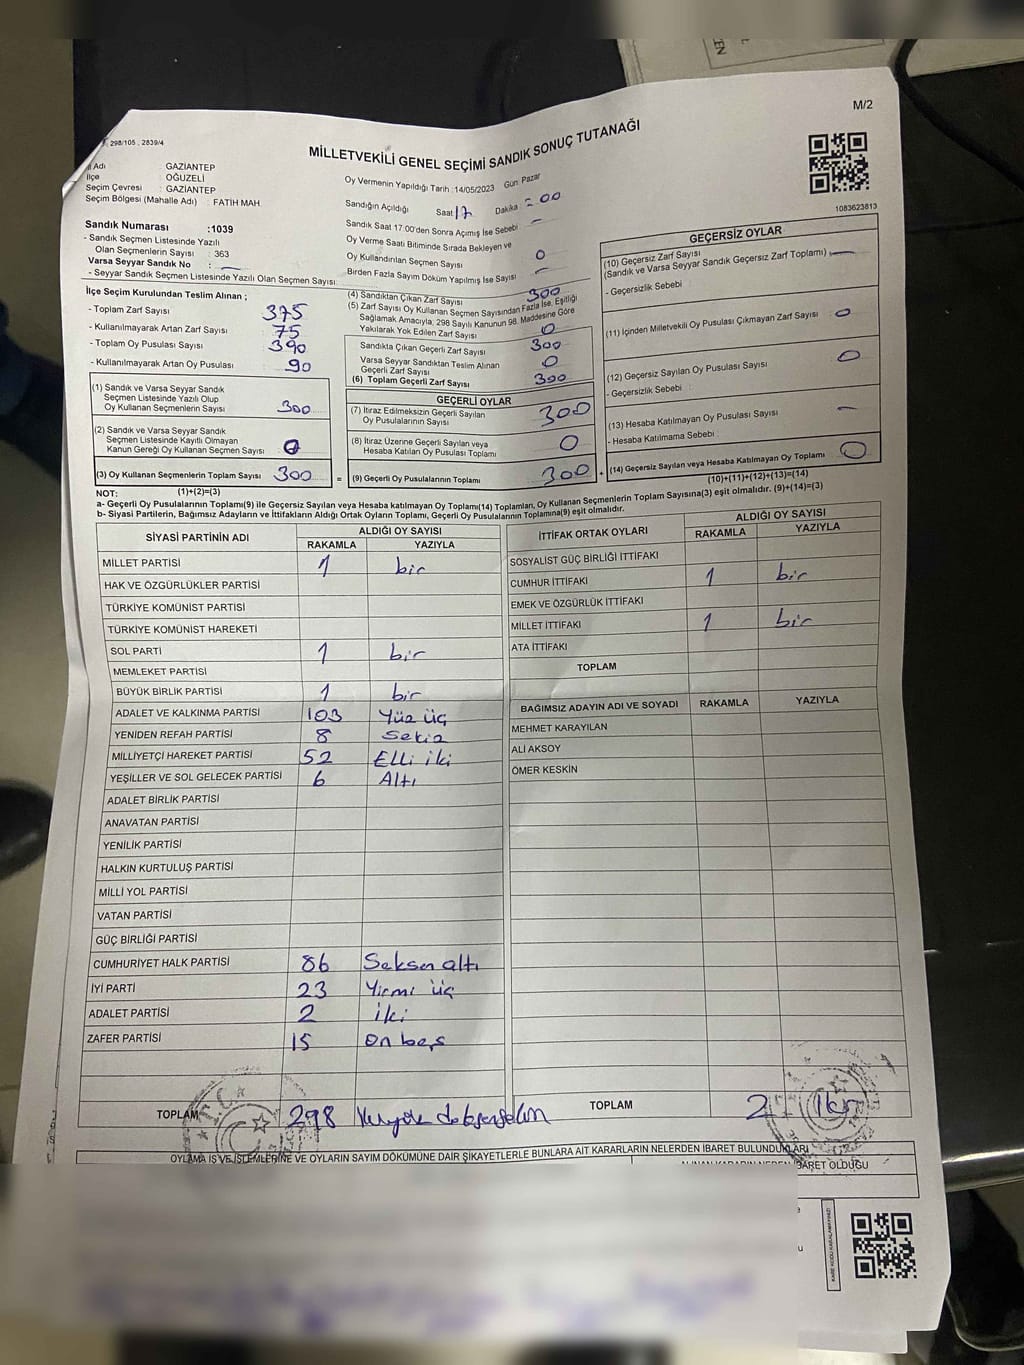 M/2
298/105 , 2839/4
MİLLETVEKİLİ GENEL SEÇİMİ SANDIK SONUÇ TUTANAĞI
İl Adı : GAZİANTEP
İlçe : OĞUZELİ
Seçim Çevresi : GAZİANTEP
Seçim Bölgesi (Mahalle Adı) : FATİH MAH.
Oy Vermenin Yapıldığı Tarih :14/05/2023 Gün: Pazar
Sandığın Açıldığı Saat 17 Dakika : 00
Sandık Saat 17:00'den Sonra Açımış İse Sebebi –
Oy Verme Saati Bitiminde Sırada Bekleyen ve
Oy Kullandırılan Seçmen Sayısı 0
Birden Fazla Sayım Döküm Yapılmış İse Sayısı –
1083623813
Sandık Numarası :1039
- Sandık Seçmen Listesinde Yazılı
Olan Seçmenlerin Sayısı : 363
Varsa Seyyar Sandık No : –
- Seyyar Sandık Seçmen Listesinde Yazılı Olan Seçmen Sayısı:
İlçe Seçim Kurulundan Teslim Alınan ;
- Toplam Zarf Sayısı 375
- Kullanılmayarak Artan Zarf Sayısı 75
- Toplam Oy Pusulası Sayısı 390
- Kullanılmayarak Artan Oy Pusulası 90
(1) Sandık ve Varsa Seyyar Sandık
Seçmen Listesinde Yazılı Olup
Oy Kullanan Seçmenlerin Sayısı 300
(2) Sandık ve Varsa Seyyar Sandık
Seçmen Listesinde Kayıtlı Olmayan
Kanun Gereği Oy Kullanan Seçmen Sayısı 0
(3) Oy Kullanan Seçmenlerin Toplam Sayısı 300
(1)+(2)=(3)
(4) Sandıktan Çıkan Zarf Sayısı 300
(5) Zarf Sayısı Oy Kullanan Seçmen Sayısından Fazla İse, Eşitliği
Sağlamak Amacıyla, 298 Sayılı Kanunun 98. Maddesine Göre
Yakılarak Yok Edilen Zarf Sayısı 0
Sandıkta Çıkan Geçerli Zarf Sayısı 300
Varsa Seyyar Sandıktan Teslim Alınan
Geçerli Zarf Sayısı 0
(6) Toplam Geçerli Zarf Sayısı 300
GEÇERLİ OYLAR
(7) İtiraz Edilmeksizin Geçerli Sayılan
Oy Pusulasının Sayısı 300
(8) İtiraz Üzerine Geçerli Sayılan veya
Hesaba Katılan Oy Pusulası Toplamı 0
= (9) Geçerli Oy Pusulalarının Toplamı 300
GEÇERSİZ OYLAR
(10) Geçersiz Zarf Sayısı
(Sandık ve Varsa Seyyar Sandık Geçersiz Zarf Toplamı) –
- Geçersizlik Sebebi :
(11) İçinden Milletvekili Oy Pusulası Çıkmayan Zarf Sayısı 0
(12) Geçersiz Sayılan Oy Pusulası Sayısı 0
- Geçersizlik Sebebi :
(13) Hesaba Katılmayan Oy Pusulası Sayısı –
- Hesaba Katılmama Sebebi :
+ (14) Geçersiz Sayılan veya Hesaba Katılmayan Oy Toplamı 0
(10)+(11)+(12)+(13)=(14)
NOT:
a- Geçerli Oy Pusulalarının Toplamı(9) ile Geçersiz Sayılan veya Hesaba katılmayan Oy Toplamı(14) Toplamları, Oy Kullanan Seçmenlerin Toplam Sayısına(3) eşit olmalıdır. (9)+(14)=(3)
b- Siyasi Partilerin, Bağımsız Adayların ve İttifakların Aldığı Ortak Oyların Toplamı, Geçerli Oy Pusulalarının Toplamına(9) eşit olmalıdır.
SİYASİ PARTİNİN ADI ALDIĞI OY SAYISI
RAKAMLA YAZIYLA
MİLLET PARTİSİ 1 bir
HAK VE ÖZGÜRLÜKLER PARTİSİ
TÜRKİYE KOMÜNİST PARTİSİ
TÜRKİYE KOMÜNİST HAREKETİ
SOL PARTİ 1 bir
MEMLEKET PARTİSİ
BÜYÜK BİRLİK PARTİSİ 1 bir
ADALET VE KALKINMA PARTİSİ 103 Yüz üç
YENİDEN REFAH PARTİSİ 8 Sekiz
MİLLİYETÇİ HAREKET PARTİSİ 52 Elli iki
YEŞİLLER VE SOL GELECEK PARTİSİ 6 Altı
ADALET BİRLİK PARTİSİ
ANAVATAN PARTİSİ
YENİLİK PARTİSİ
HALKIN KURTULUŞ PARTİSİ
MİLLİ YOL PARTİSİ
VATAN PARTİSİ
GÜÇ BİRLİĞİ PARTİSİ
CUMHURİYET HALK PARTİSİ 86 Seksen altı
İYİ PARTİ 23 Yirmi üç
ADALET PARTİSİ 2 iki
ZAFER PARTİSİ 15 on beş
TOPLAM 298
İTTİFAK ORTAK OYLARI ALDIĞI OY SAYISI
RAKAMLA YAZIYLA
SOSYALİST GÜÇ BİRLİĞİ İTTİFAKI
CUMHUR İTTİFAKI 1 bir
EMEK VE ÖZGÜRLÜK İTTİFAKI
MİLLET İTTİFAKI 1 bir
ATA İTTİFAKI
TOPLAM
BAĞIMSIZ ADAYIN ADI VE SOYADI RAKAMLA YAZIYLA
MEHMET KARAYILAN
ALİ AKSOY
ÖMER KESKİN
TOPLAM 2 iki
T.C.
OYLAMA İŞ VE İŞLEMLERİNE VE OYLARIN SAYIM DÖKÜMÜNE DAİR ŞİKAYETLERLE BUNLARA AİT KARARLARIN NELERDEN İBARET BULUNDUKLARI
İBARET OLDUĞU